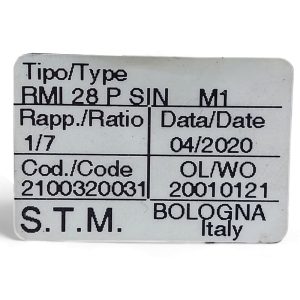 Tipo/Type
RMI 28 P SIN M1
Rapp./Ratio Data/Date
1/7 04/2020
Cod./Code OL/WO
2100320031 20010121
S.T.M. BOLOGNA
Italy